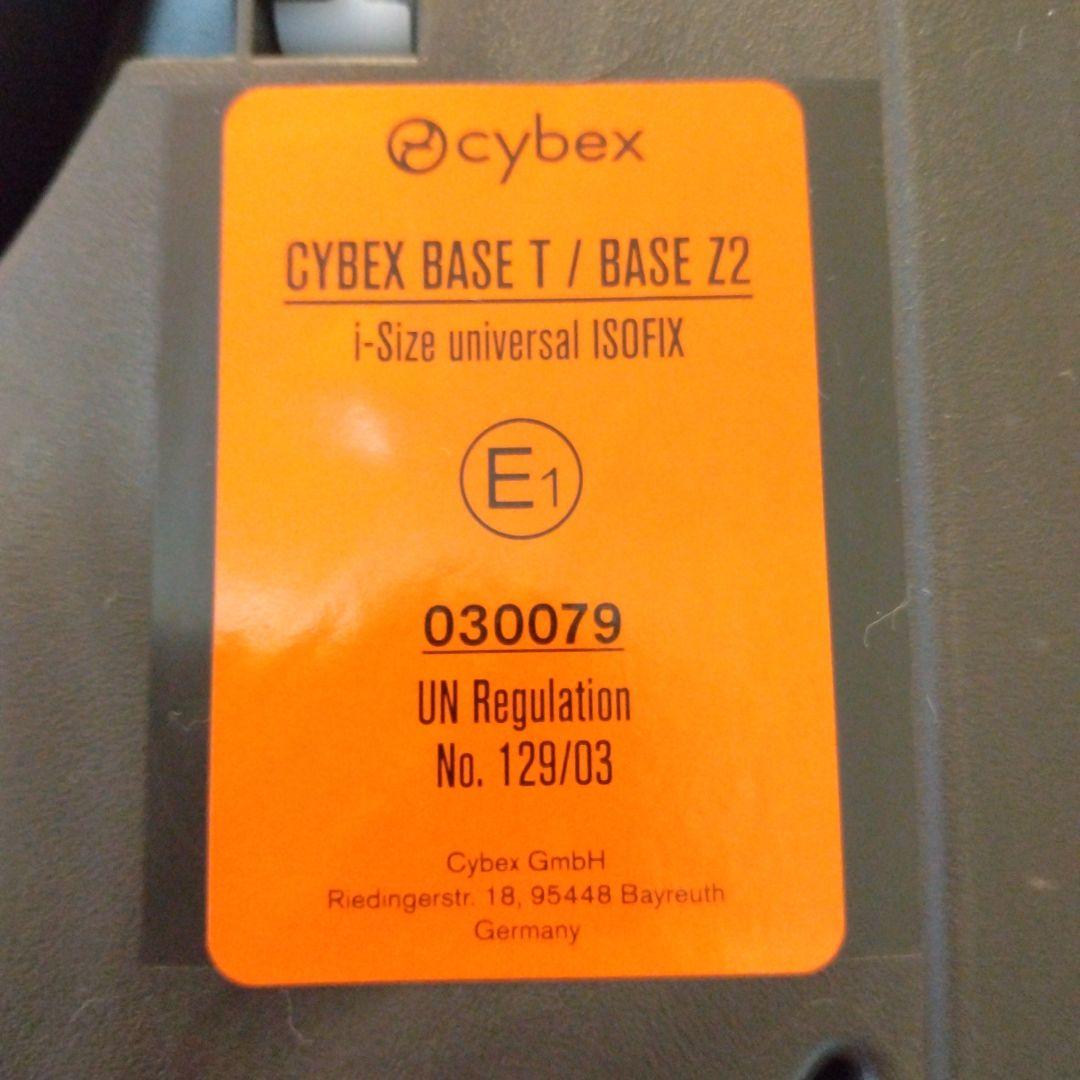 cybex
CYBEX BASE T / BASE Z2
i-Size universal ISOFIX
E1
030079
UN Regulation
No. 129/03
Cybex GmbH
Riedingerstr. 18, 95448 Bayreuth
Germany